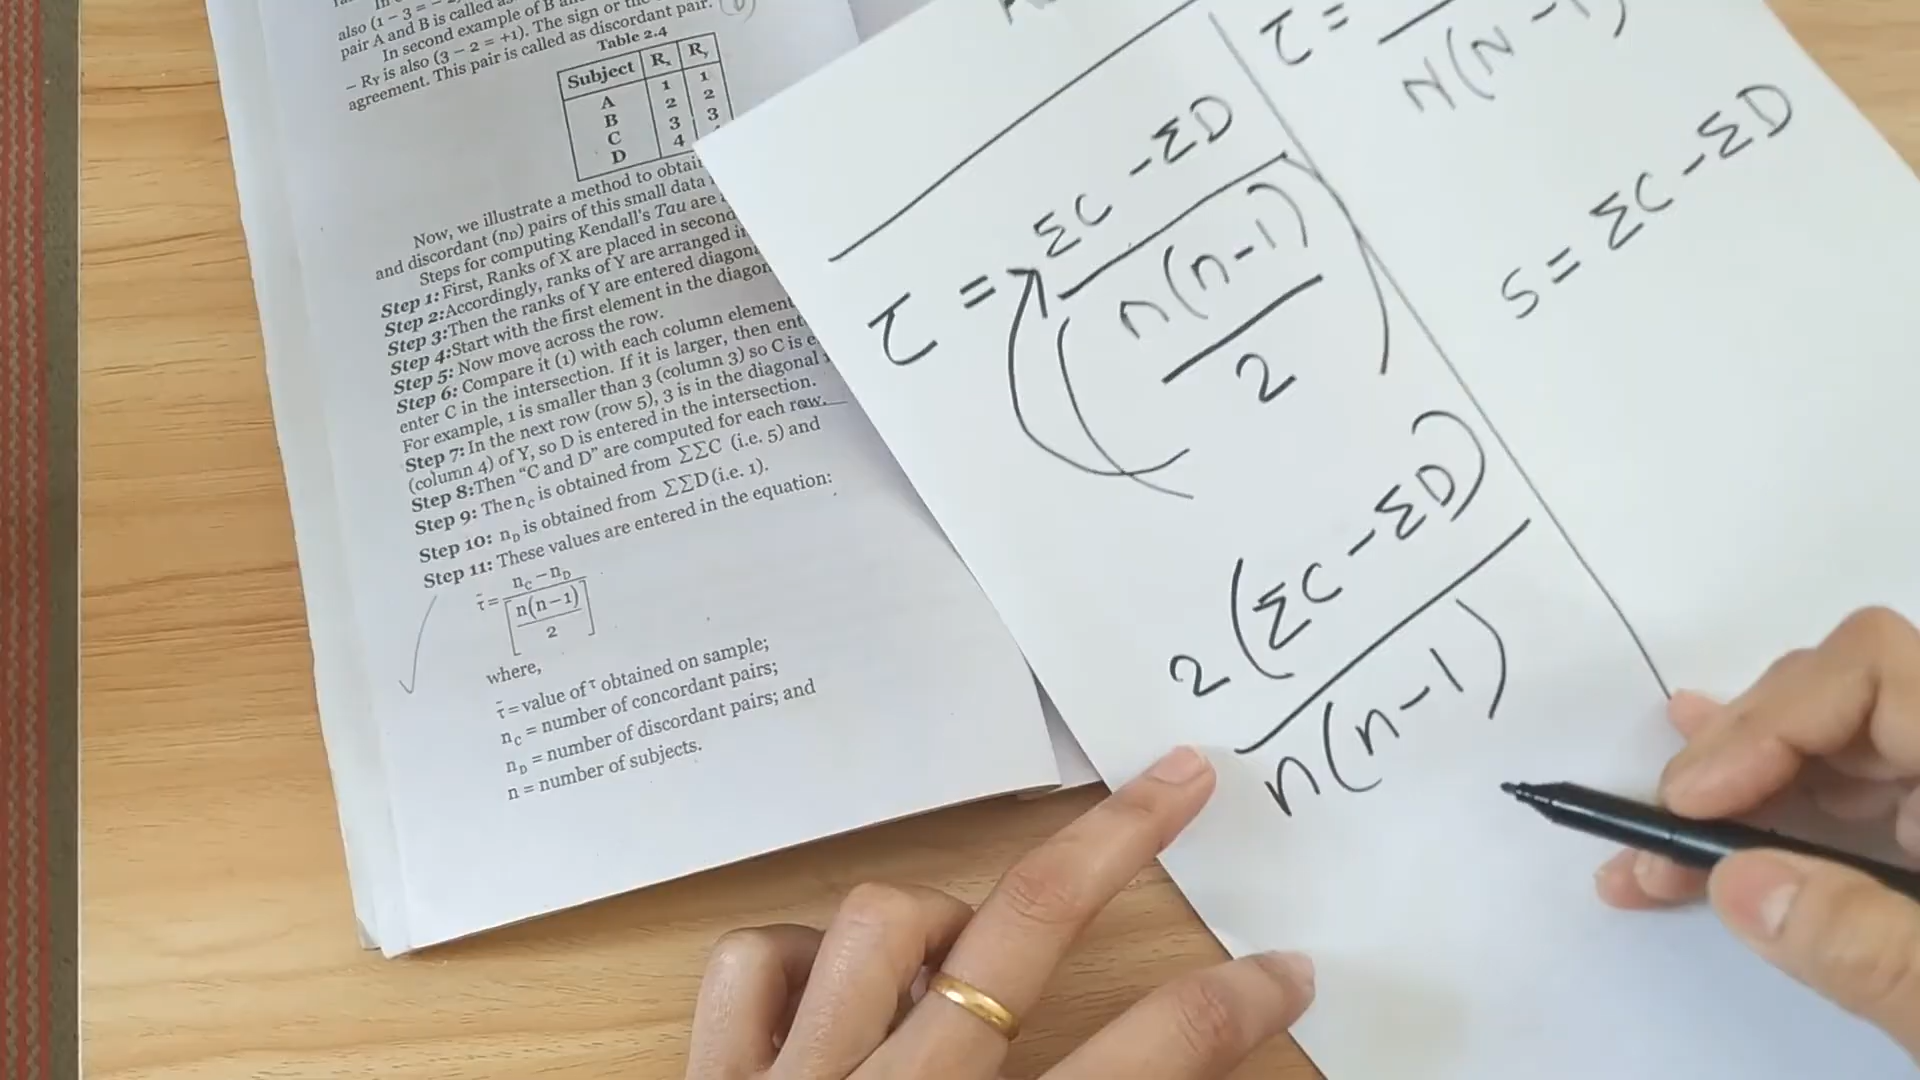 also (1 – 3 =
pair A and B is called as
In second example of B an
– RY is also (3 – 2 = +1). The sign or the
agreement. This pair is called as discordant pair.
Table 2.4
Subject Rx Ry
A 1 1
B 2 2
C 3 3
D 4
Now, we illustrate a method to obtain
and discordant (nD) pairs of this small data
Steps for computing Kendall's Tau are
Step 1: First, Ranks of X are placed in second
Step 2:Accordingly, ranks of Y are arranged in
Step 3:Then the ranks of Y are entered diagon
Step 4:Start with the first element in the diagon
Step 5: Now move across the row.
Step 6: Compare it (1) with each column element
enter C in the intersection. If it is larger, then ent
For example, 1 is smaller than 3 (column 3) so C is e
Step 7: In the next row (row 5), 3 is in the diagonal
(column 4) of Y, so D is entered in the intersection.
Step 8:Then "C and D" are computed for each row.
Step 9: The nC is obtained from ΣΣC (i.e. 5) and
Step 10: nD is obtained from ΣΣD (i.e. 1).
Step 11: These values are entered in the equation:
nC – nD
τ̃ =
[n(n–1)
2]
where,
τ̃ = value of τ obtained on sample;
nC = number of concordant pairs;
nD = number of discordant pairs; and
n = number of subjects.
ΣC - ΣD
τ =
(n(n-1)
2)
2(ΣC - ΣD)
n(n-1)
τ =
N(N-1)
S = ΣC - ΣD